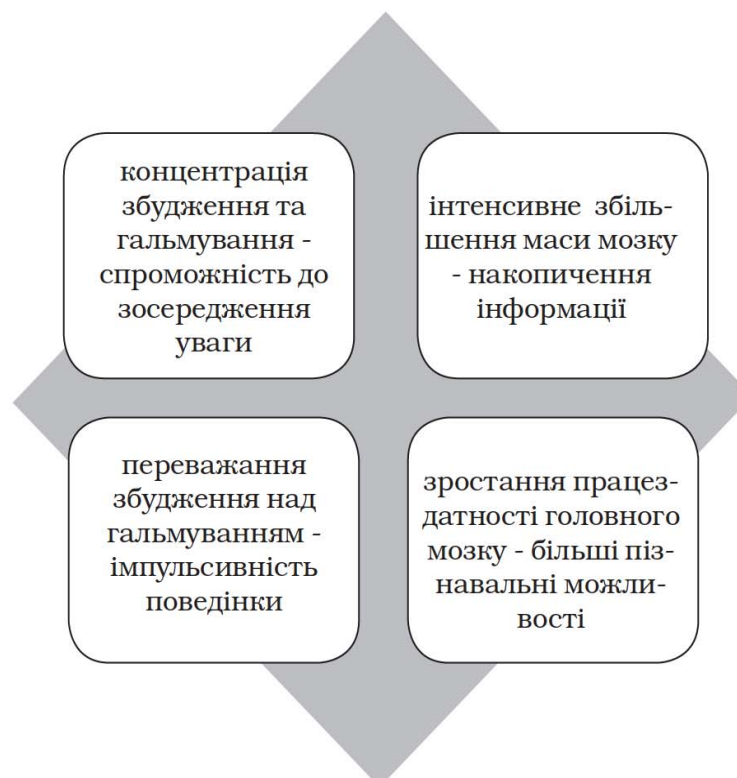 концентрація
збудження та
гальмування -
спроможність до
зосередження
уваги
інтенсивне збіль-
шення маси мозку
- накопичення
інформації
переважання
збудження над
гальмуванням -
імпульсивність
поведінки
зростання працез-
датності головного
мозку - більші піз-
навальні можли-
вості